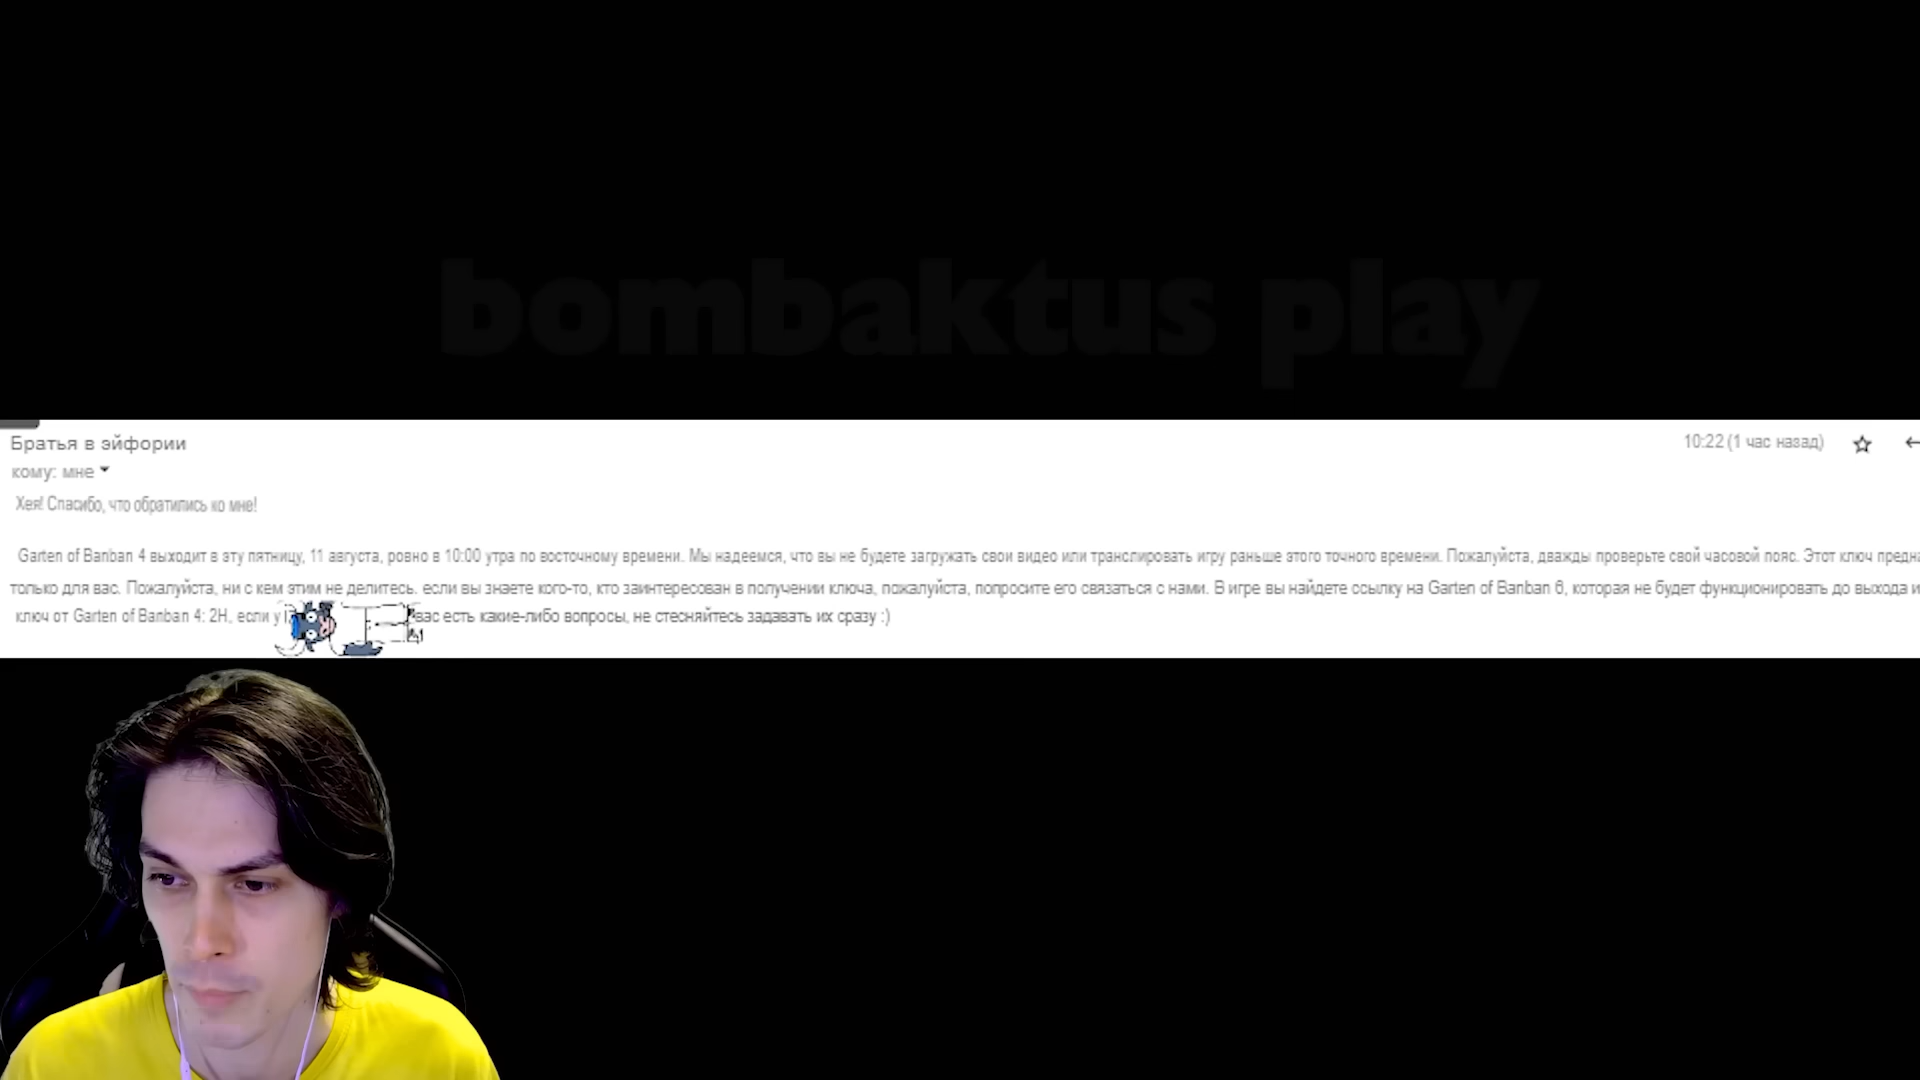 bombaktus play
Братья в эйфории
10:22 (1 час назад)
кому: мне
Хея! Спасибо, что обратились ко мне!
Garten of Banban 4 выходит в эту пятницу, 11 августа, ровно в 10:00 утра по восточному времени. Мы надеемся, что вы не будете загружать свои видео или транслировать игру раньше этого точного времени. Пожалуйста, дважды проверьте свой часовой пояс. Этот ключ предна
только для вас. Пожалуйста, ни с кем этим не делитесь. если вы знаете кого-то, кто заинтересован в получении ключа, пожалуйста, попросите его связаться с нами. В игре вы найдете ссылку на Garten of Banban 6, которая не будет функционировать до выхода и
ключ от Garten of Banban 4: 2H, если у вас есть какие-либо вопросы, не стесняйтесь задавать их сразу :)